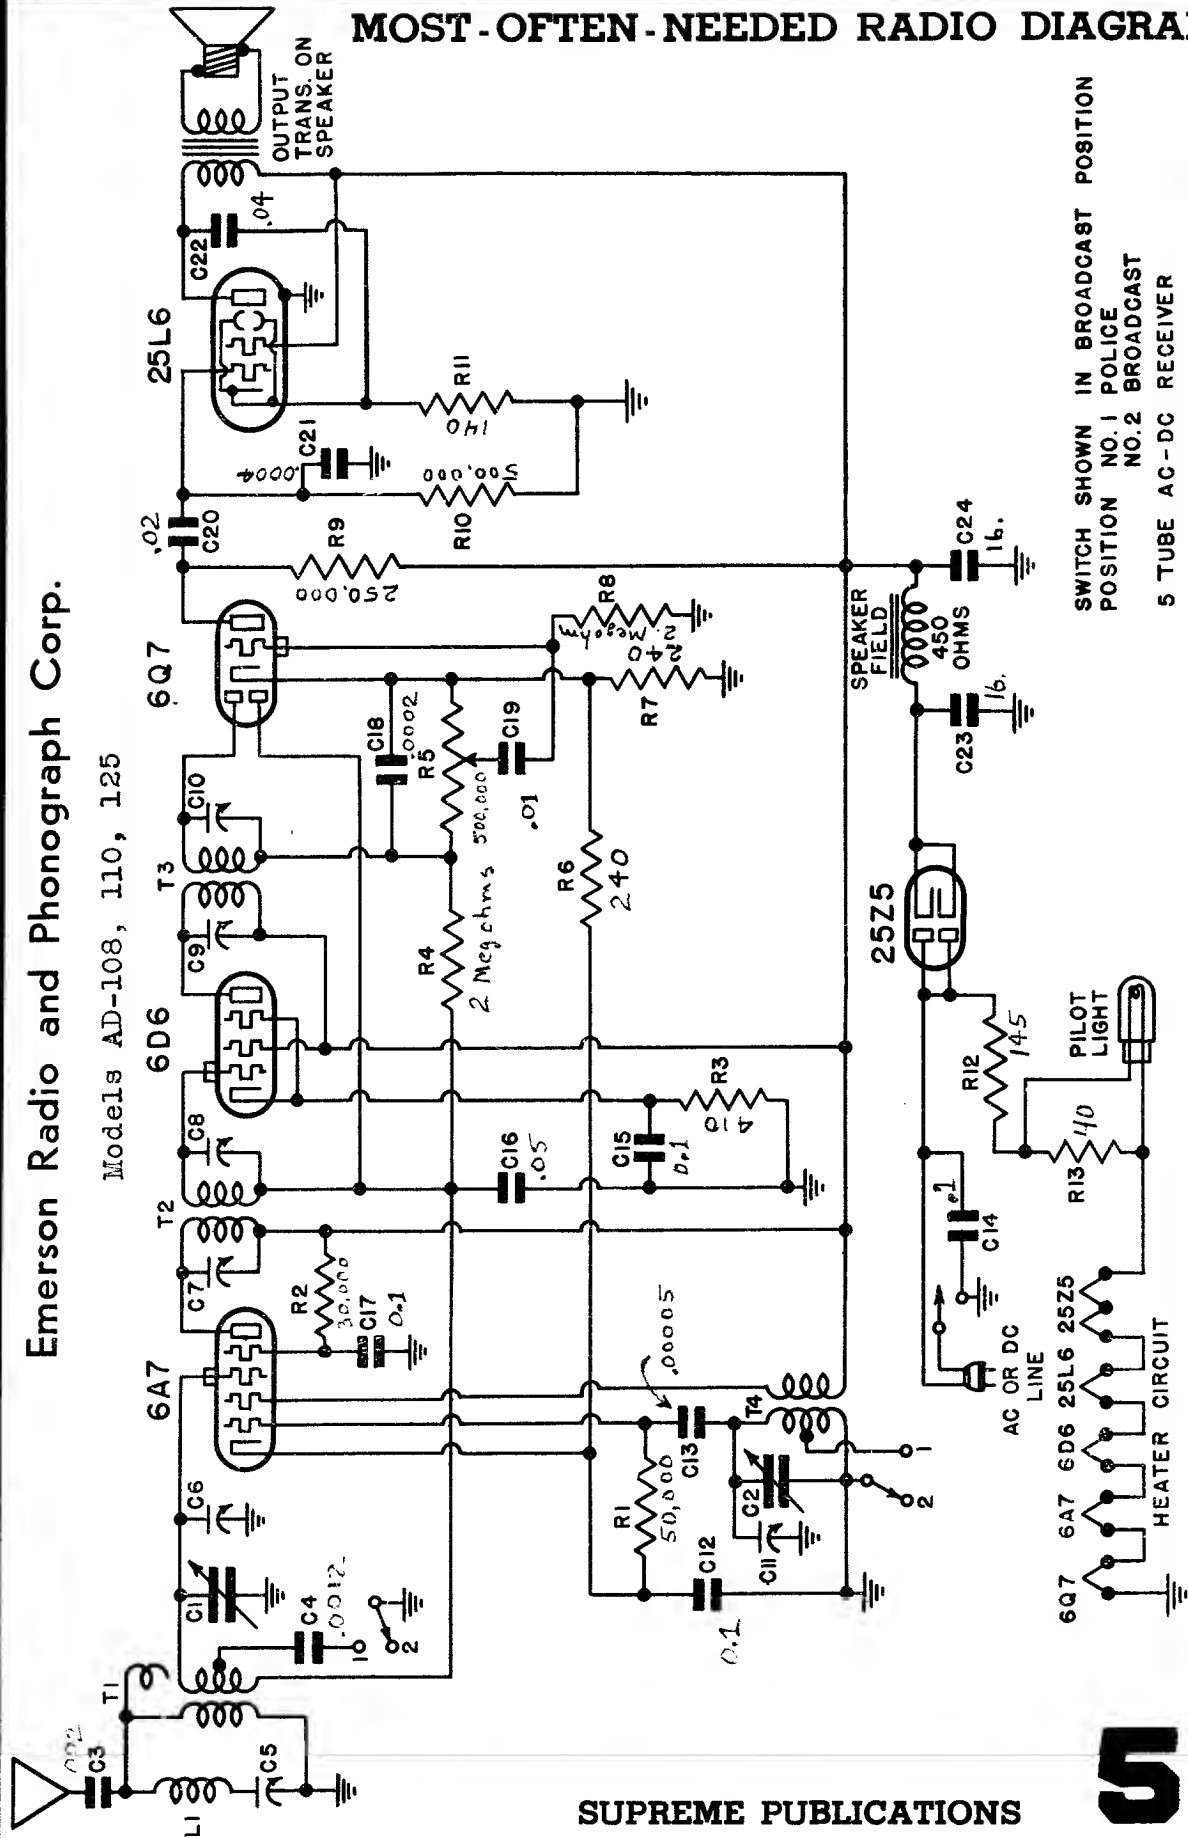 MOST-OFTEN-NEEDED RADIO DIAGRA
Emerson Radio and Phonograph Corp.
Models AD-108, 110, 125
6A7
6D6
6Q7
25L6
OUTPUT
TRANS. ON
SPEAKER
T1
T2
T3
C3
.002
L1
C5
C1
C6
C4
.0012
1
2
C7
C8
C9
C10
R2
30,000
C17
0.1
C16
.05
C15
0.1
R3
410
R4
2 Megohms
R5
500,000
C18
.0002
C19
.01
R6
240
R7
240
R8
2. Megohm
R9
250,000
C20
.02
R10
500,000
C21
.0004
R11
140
C22
.04
R1
50,000
C12
0.1
C13
.00005
C2
C11
T4
1
2
SPEAKER
FIELD
450
OHMS
C23
16.
C24
16.
25Z5
R12
145
PILOT
LIGHT
R13
40
C14
.1
AC OR DC
LINE
6Q7 6A7 6D6 25L6 25Z5
HEATER CIRCUIT
SWITCH SHOWN IN BROADCAST POSITION
POSITION NO.1 POLICE
NO.2 BROADCAST
5 TUBE AC-DC RECEIVER
SUPREME PUBLICATIONS
5